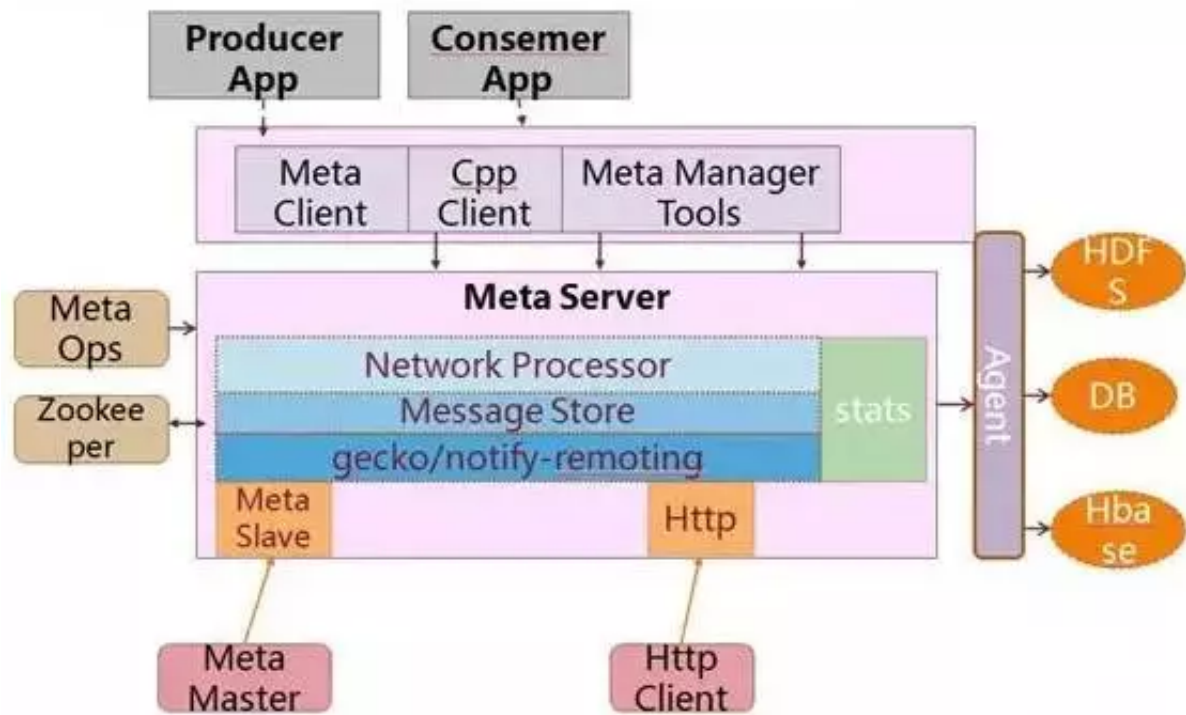 Producer
App
Consemer
App
Meta
Client
Cpp
Client
Meta Manager
Tools
Meta Server
HDF
S
Meta
Ops
Network Processor
Message Store
gecko/notify-remoting
stats
Agent
DB
Zookee
per
Meta
Slave
Http
Hba
se
Meta
Master
Http
Client